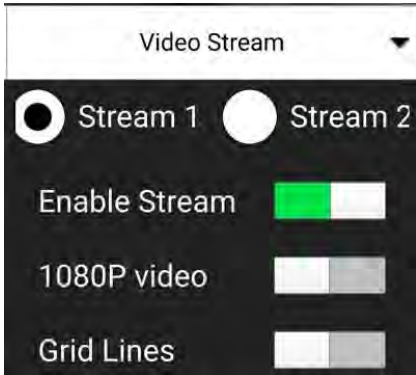 Video Stream
Stream 1 Stream 2
Enable Stream
1080P video
Grid Lines